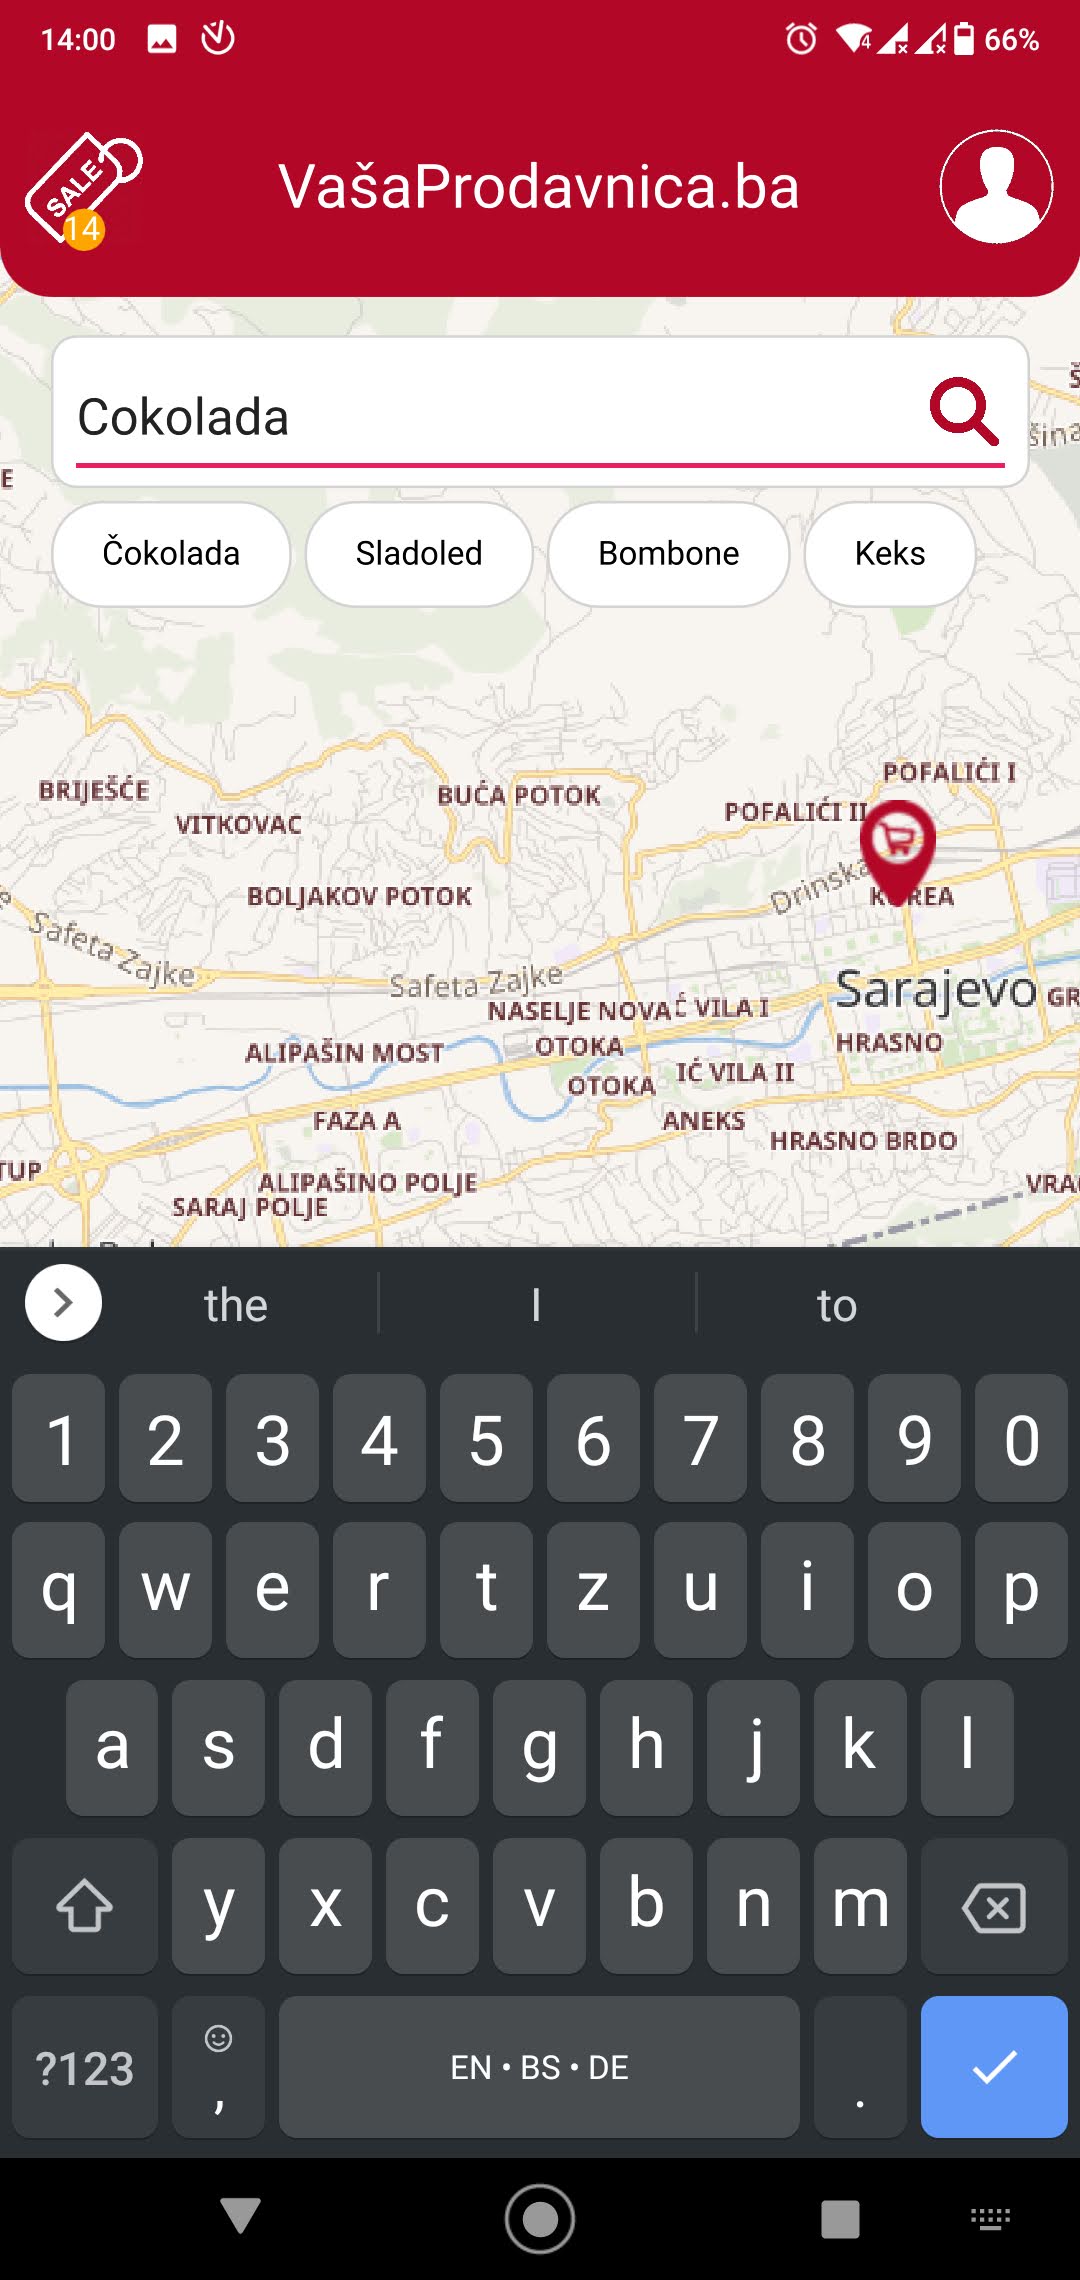 14:00
4
66%
SALE
14
VašaProdavnica.ba
Cokolada
Čokolada
Sladoled
Bombone
Keks
BRIJEŠĆE
VITKOVAC
BUĆA POTOK
POFALIĆI I
POFALIĆI II
BOLJAKOV POTOK
Drinska
Safeta Zajke
Safeta Zajke
NASELJE NOVA
Ć VILA I
Sarajevo
GR
ALIPAŠIN MOST
OTOKA
HRASNO
OTOKA
IĆ VILA II
FAZA A
ANEKS
HRASNO BRDO
TUP
ALIPAŠINO POLJE
SARAJ POLJE
the I to
1 2 3 4 5 6 7 8 9 0
q w e r t z u i o p
a s d f g h j k l
y x c v b n m
?123 , EN • BS • DE .